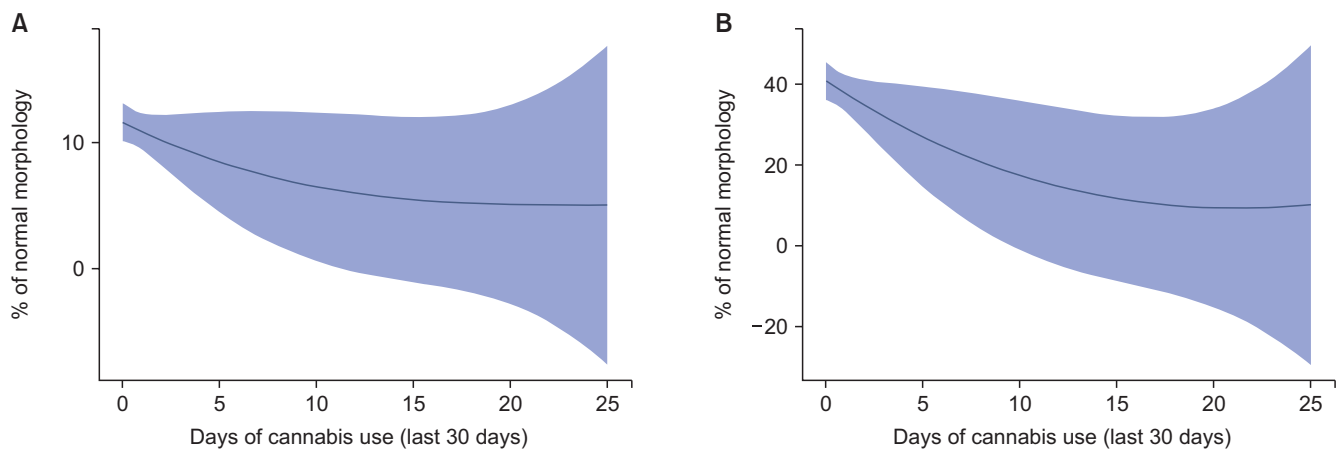 A
% of normal morphology
10
0
0 5 10 15 20 25
Days of cannabis use (last 30 days)
B
% of normal morphology
40
20
0
−20
0 5 10 15 20 25
Days of cannabis use (last 30 days)